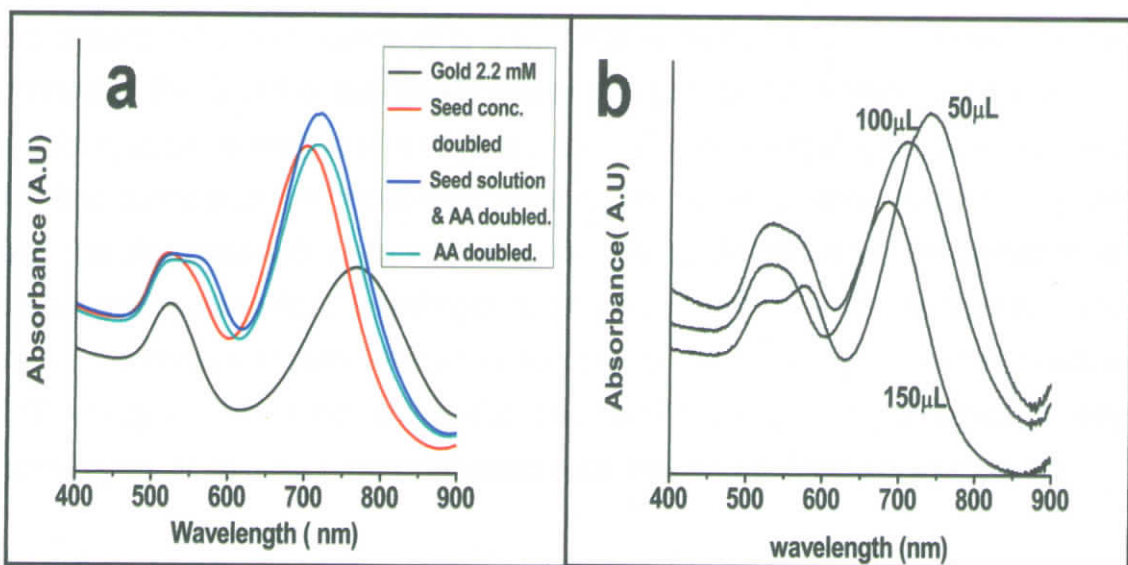 a
Gold 2.2 mM
Seed conc.
doubled
Seed solution
& AA doubled.
AA doubled.
Absorbance (A.U)
400 500 600 700 800 900
Wavelength ( nm)
b
100μL
50μL
150μL
Absorbance( A.U)
400 500 600 700 800 900
wavelength (nm)